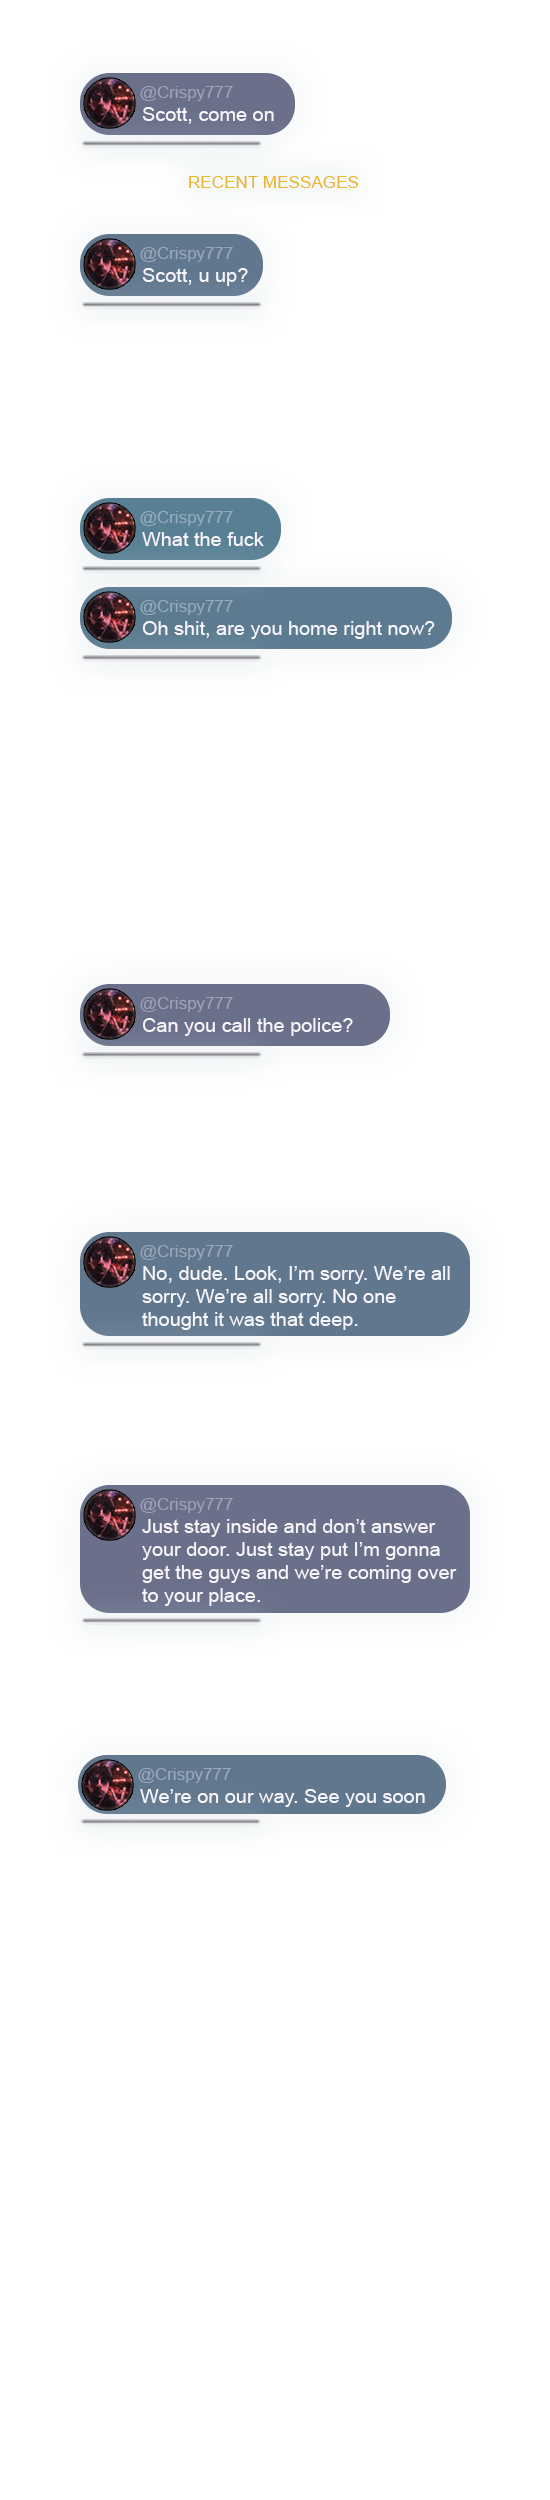 @Crispy777
Scott, come on
RECENT MESSAGES
@Crispy777
Scott, u up?
@Crispy777
What the fuck
@Crispy777
Oh shit, are you home right now?
@Crispy777
Can you call the police?
@Crispy777
No, dude. Look, I’m sorry. We’re all
sorry. We’re all sorry. No one
thought it was that deep.
@Crispy777
Just stay inside and don’t answer
your door. Just stay put I’m gonna
get the guys and we’re coming over
to your place.
@Crispy777
We’re on our way. See you soon